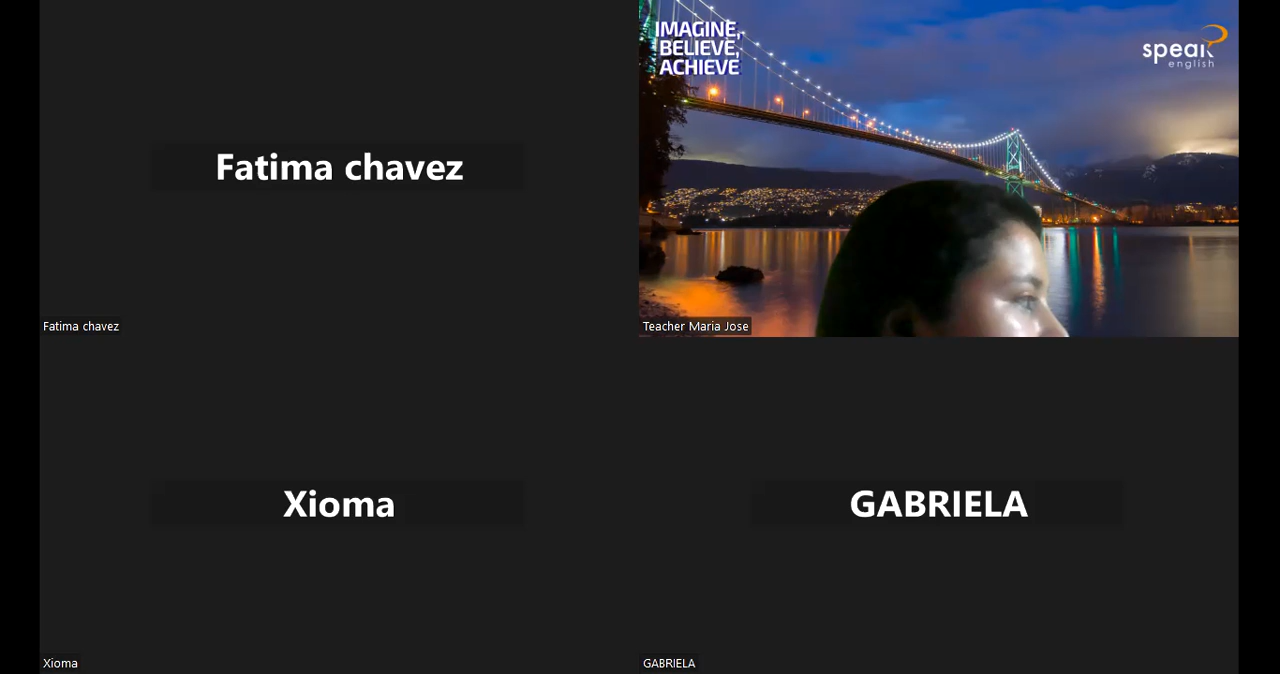 Fatima chavez
Fatima chavez
IMAGINE,
BELIEVE,
ACHIEVE
speak
english
Teacher Maria Jose
Xioma
Xioma
GABRIELA
GABRIELA